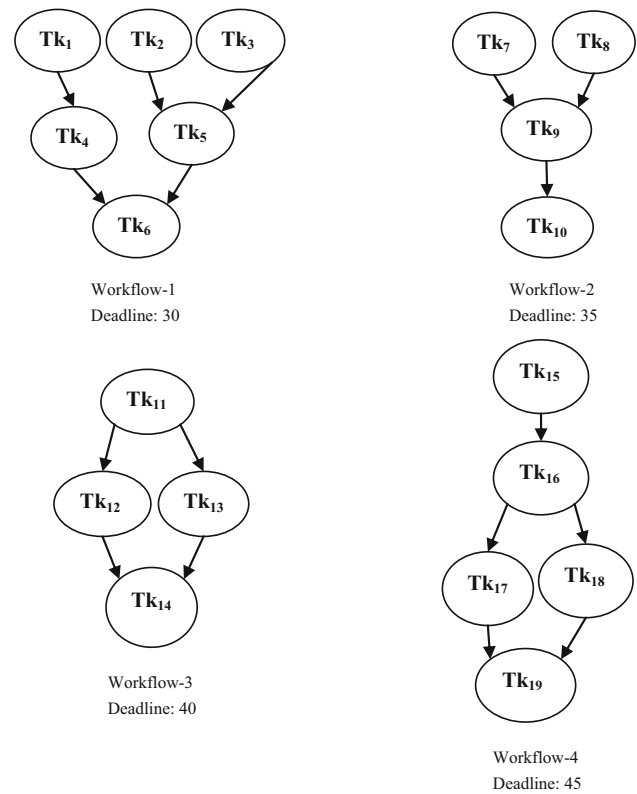 Tk₁ Tk₂ Tk₃
Tk₄ Tk₅
Tk₆
Workflow-1
Deadline: 30
Tk₇ Tk₈
Tk₉
Tk₁₀
Workflow-2
Deadline: 35
Tk₁₁
Tk₁₂ Tk₁₃
Tk₁₄
Workflow-3
Deadline: 40
Tk₁₅
Tk₁₆
Tk₁₇ Tk₁₈
Tk₁₉
Workflow-4
Deadline: 45